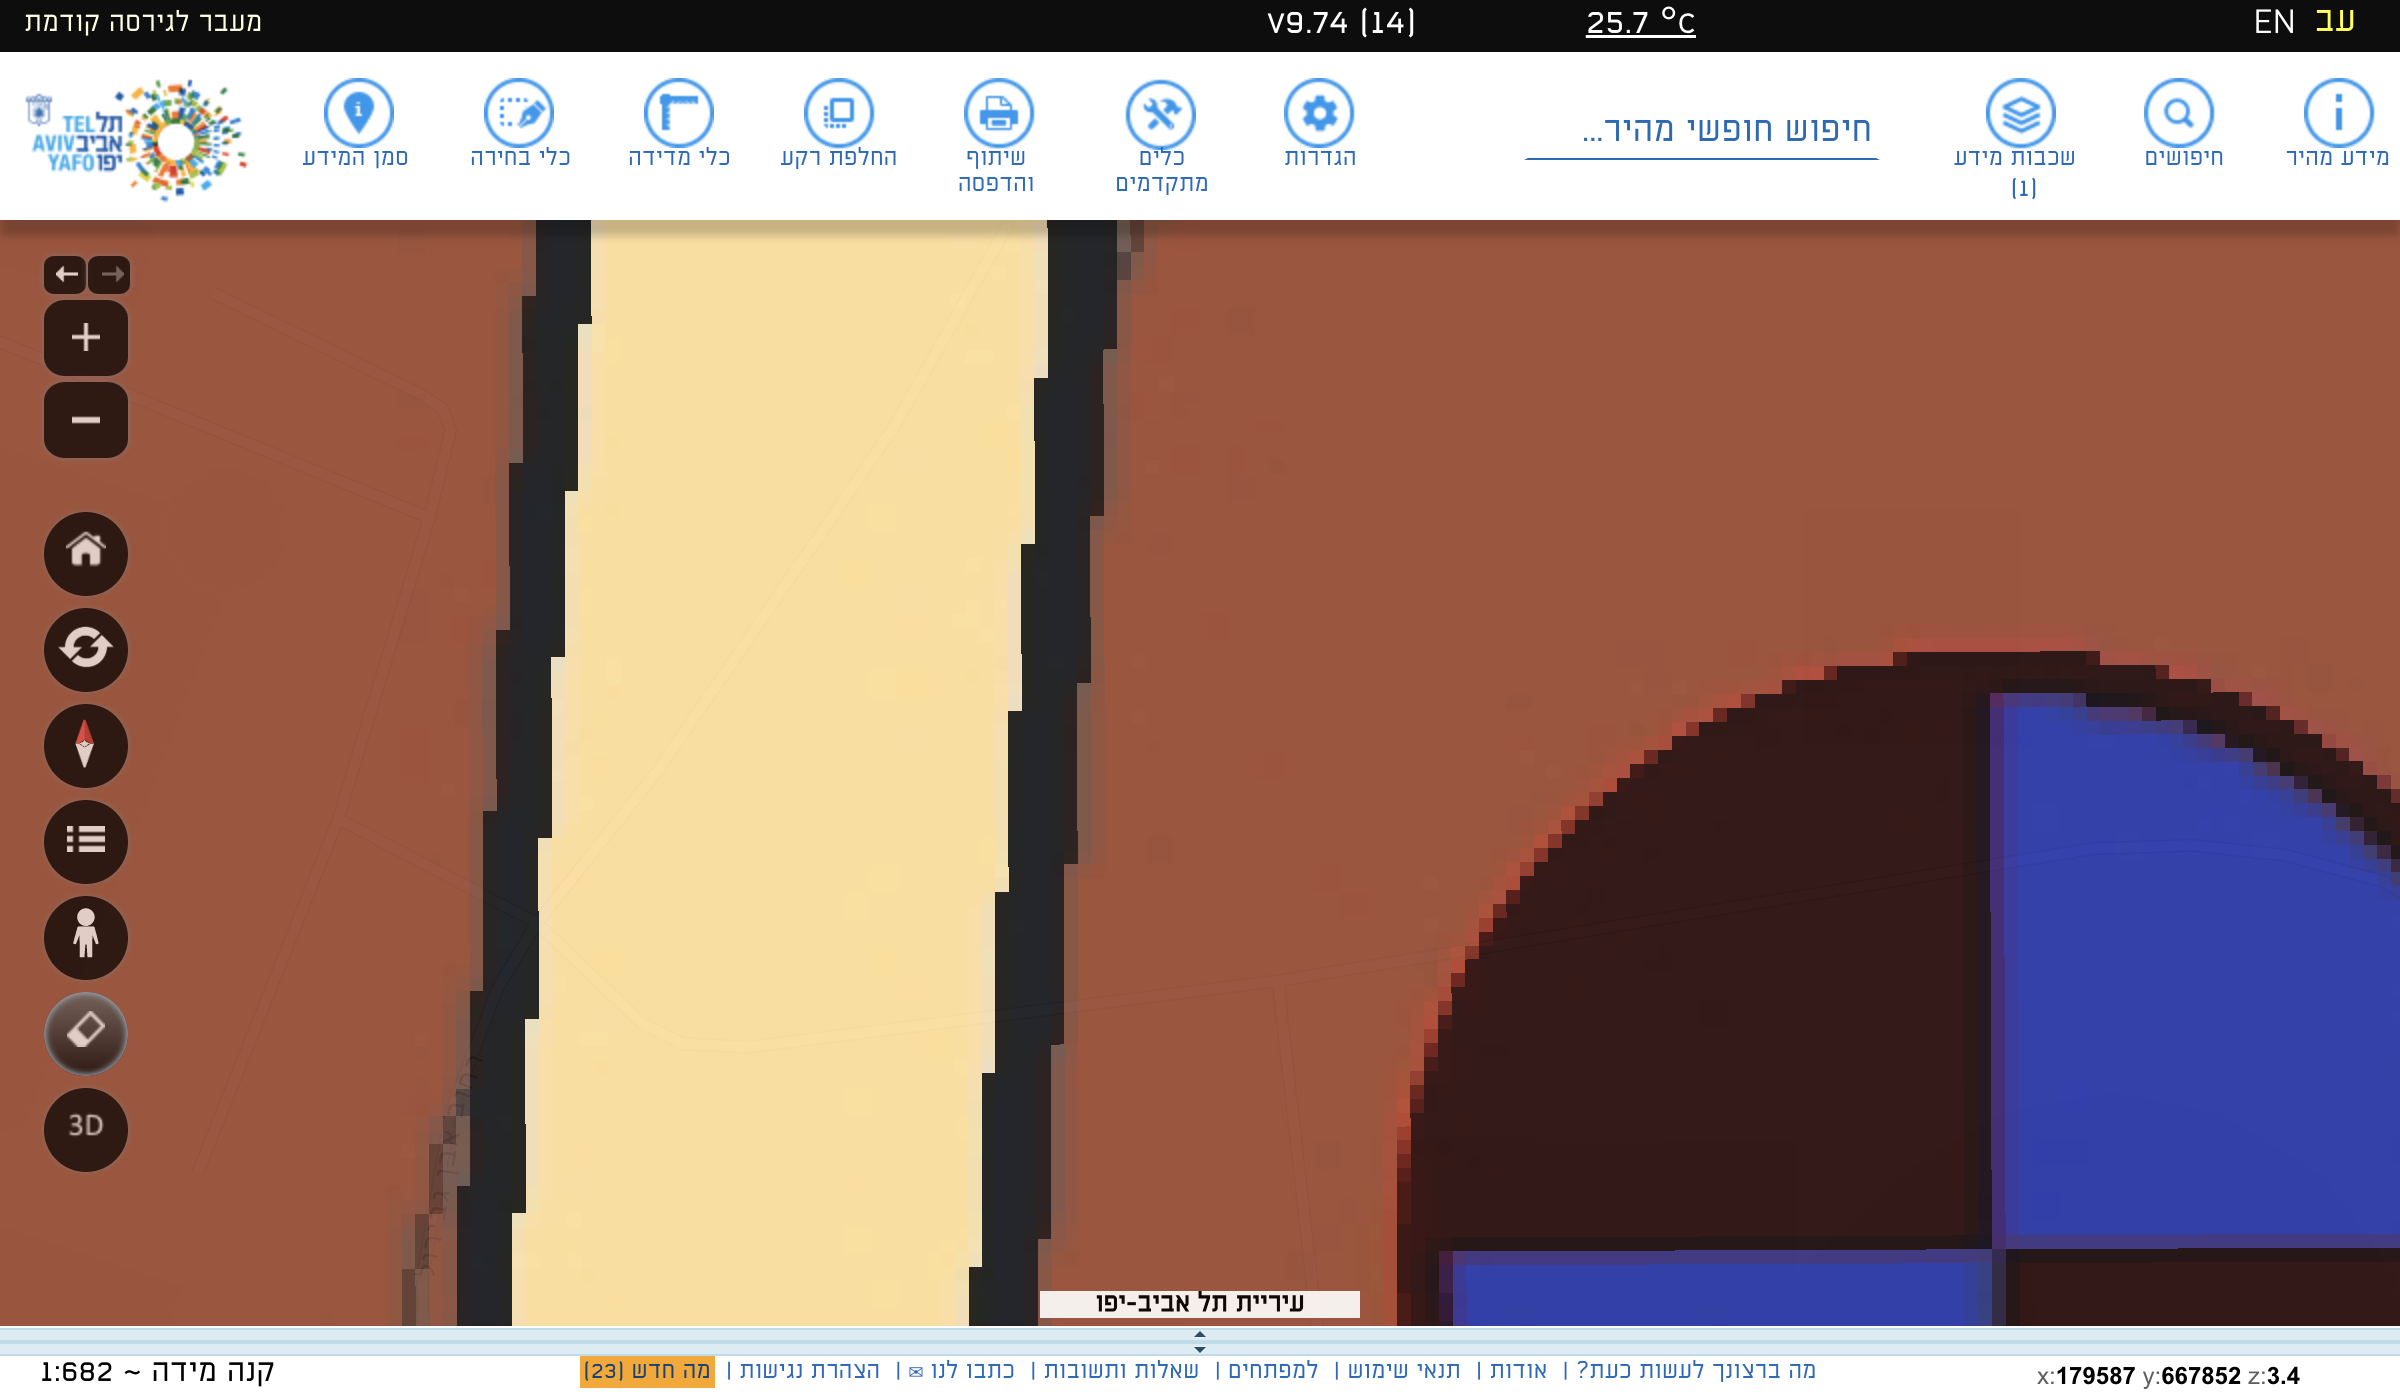 עב EN
25.7 °C
V9.74 (14)
מעבר לגירסה קודמת
מידע מהיר
חיפושים
שכבות מידע
(1)
חיפוש חופשי מהיר...
הגדרות
כלים
מתקדמים
שיתוף
והדפסה
החלפת רקע
כלי מדידה
כלי בחירה
סמן המידע
תל TEL
אביב AVIV
יפו YAFO
3D
עיריית תל אביב-יפו
מה ברצונך לעשות כעת? | אודות | תנאי שימוש | למפתחים | שאלות ותשובות | כתבו לנו ✉ | הצהרת נגישות | מה חדש (23)
קנה מידה ~ 1:682
x:179587 y:667852 z:3.4